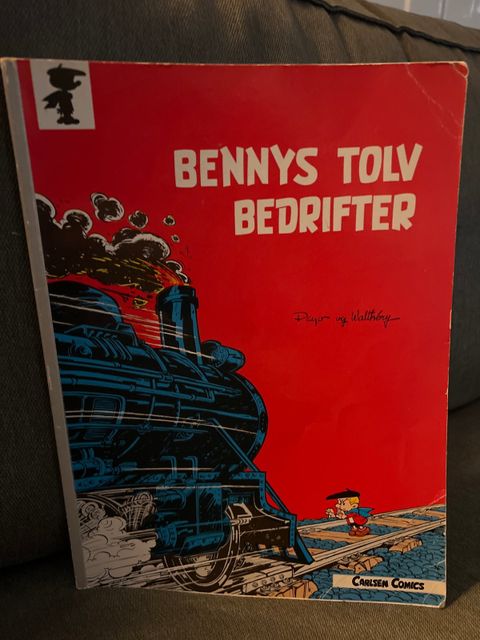 BENNYS TOLV
BEDRIFTER
Peyo og Walthéry
CARLSEN COMICS